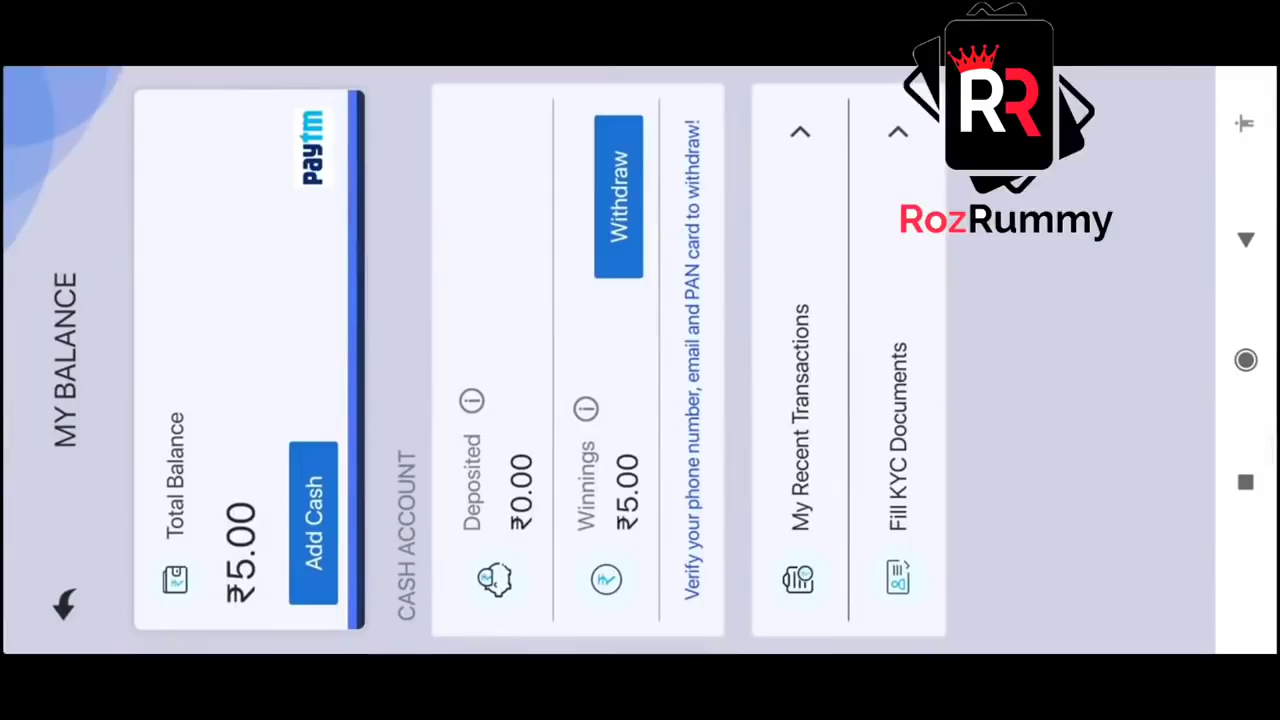 MY BALANCE
Total Balance
₹5.00
Add Cash
paytm
CASH ACCOUNT
Deposited
₹0.00
Winnings
₹5.00
Withdraw
Verify your phone number, email and PAN card to withdraw!
My Recent Transactions
Fill KYC Documents
RR
RozRummy